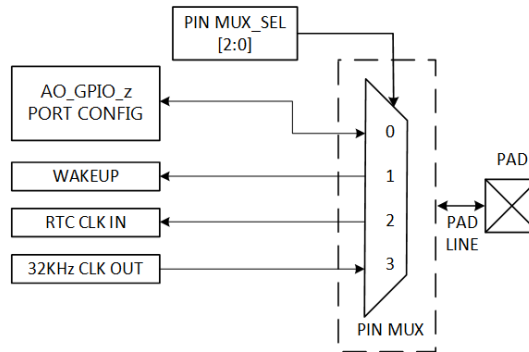 PIN MUX_SEL
[2:0]
AO_GPIO_z
PORT CONFIG
WAKEUP
RTC CLK IN
32KHz CLK OUT
0
1
2
3
PIN MUX
PAD
PAD
LINE